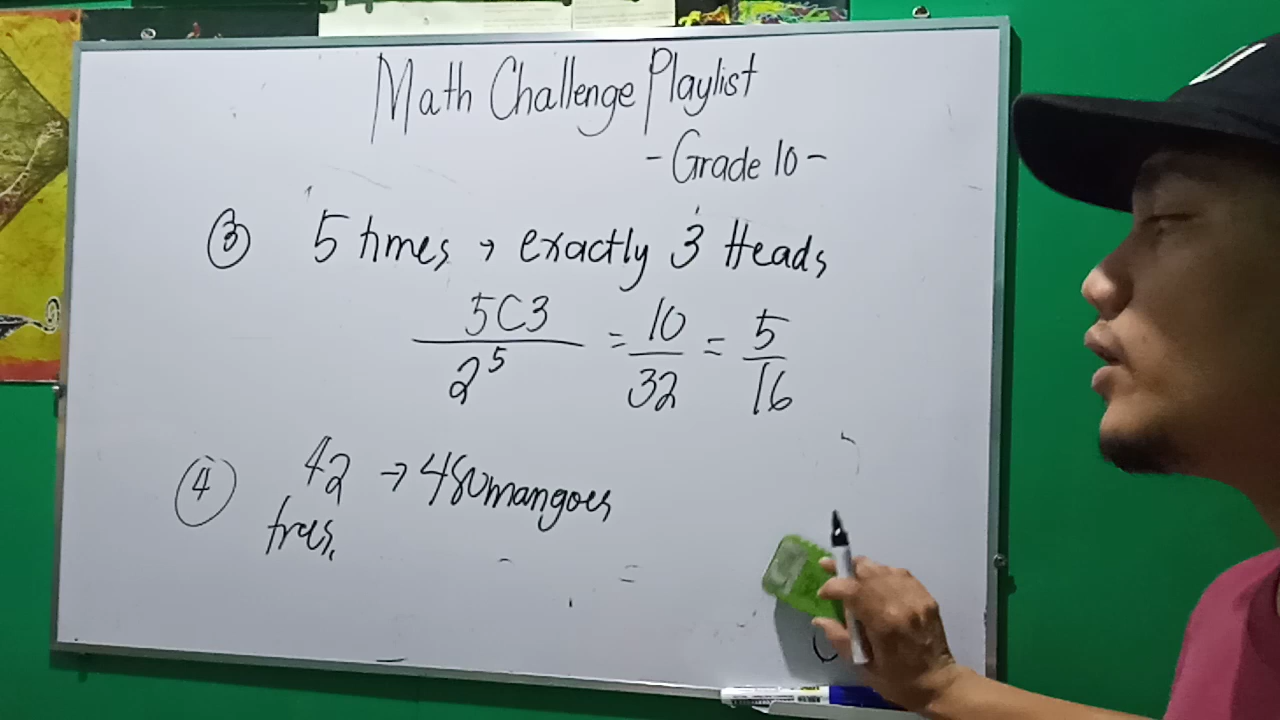 Math Challenge Playlist
- Grade 10 -
③ 5 times → exactly 3 Heads
5C3 / 2⁵ = 10 / 32 = 5 / 16
④ 42 → 480 mangoes
trees.